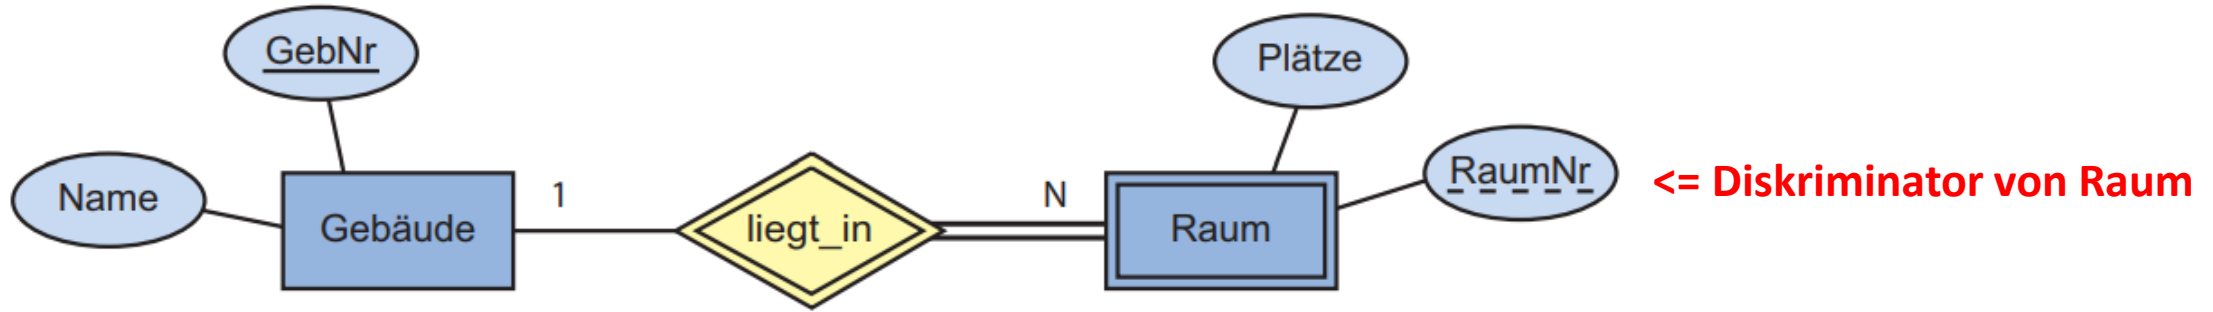 GebNr
Name
Gebäude
1
liegt_in
N
Raum
Plätze
RaumNr
<= Diskriminator von Raum